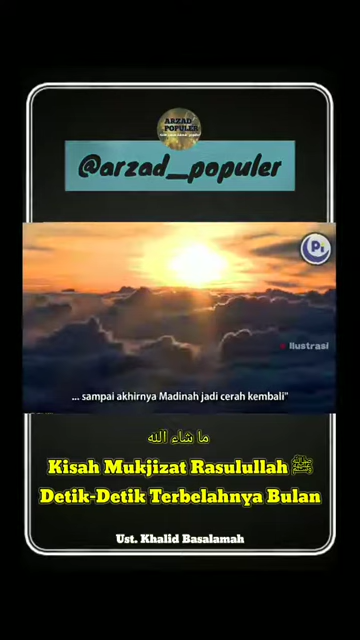 ARZAD
POPULER
@arzad_populer
Ilustrasi
... sampai akhirnya Madinah jadi cerah kembali"
ما شاء الله
Kisah Mukjizat Rasulullah ﷺ
Detik-Detik Terbelahnya Bulan
Ust. Khalid Basalamah